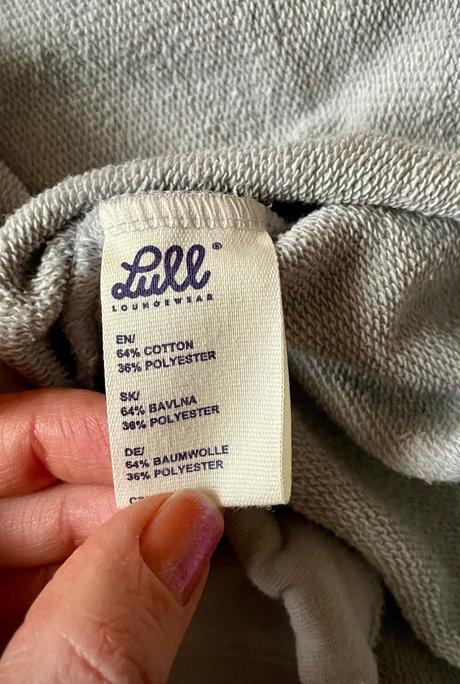 Lull®
LOUNGEWEAR
EN/
64% COTTON
36% POLYESTER
SK/
64% BAVLNA
36% POLYESTER
DE/
64% BAUMWOLLE
36% POLYESTER